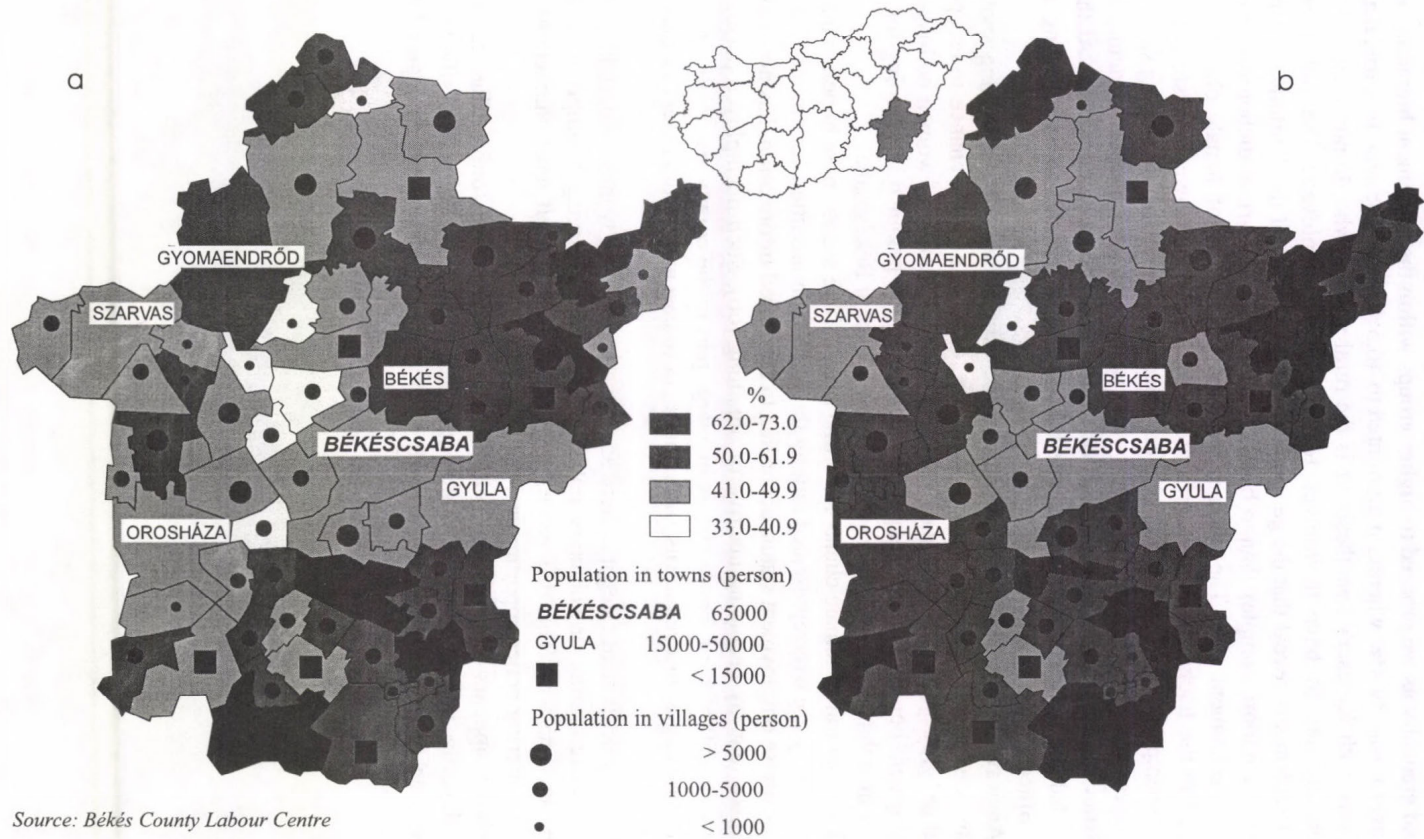 a
b
GYOMAENDRŐD
SZARVAS
BÉKÉS
BÉKÉSCSABA
GYULA
OROSHÁZA
GYOMAENDRŐD
SZARVAS
BÉKÉS
BÉKÉSCSABA
GYULA
OROSHÁZA
%
62.0-73.0
50.0-61.9
41.0-49.9
33.0-40.9
Population in towns (person)
BÉKÉSCSABA 65000
GYULA 15000-50000
< 15000
Population in villages (person)
> 5000
1000-5000
< 1000
Source: Békés County Labour Centre